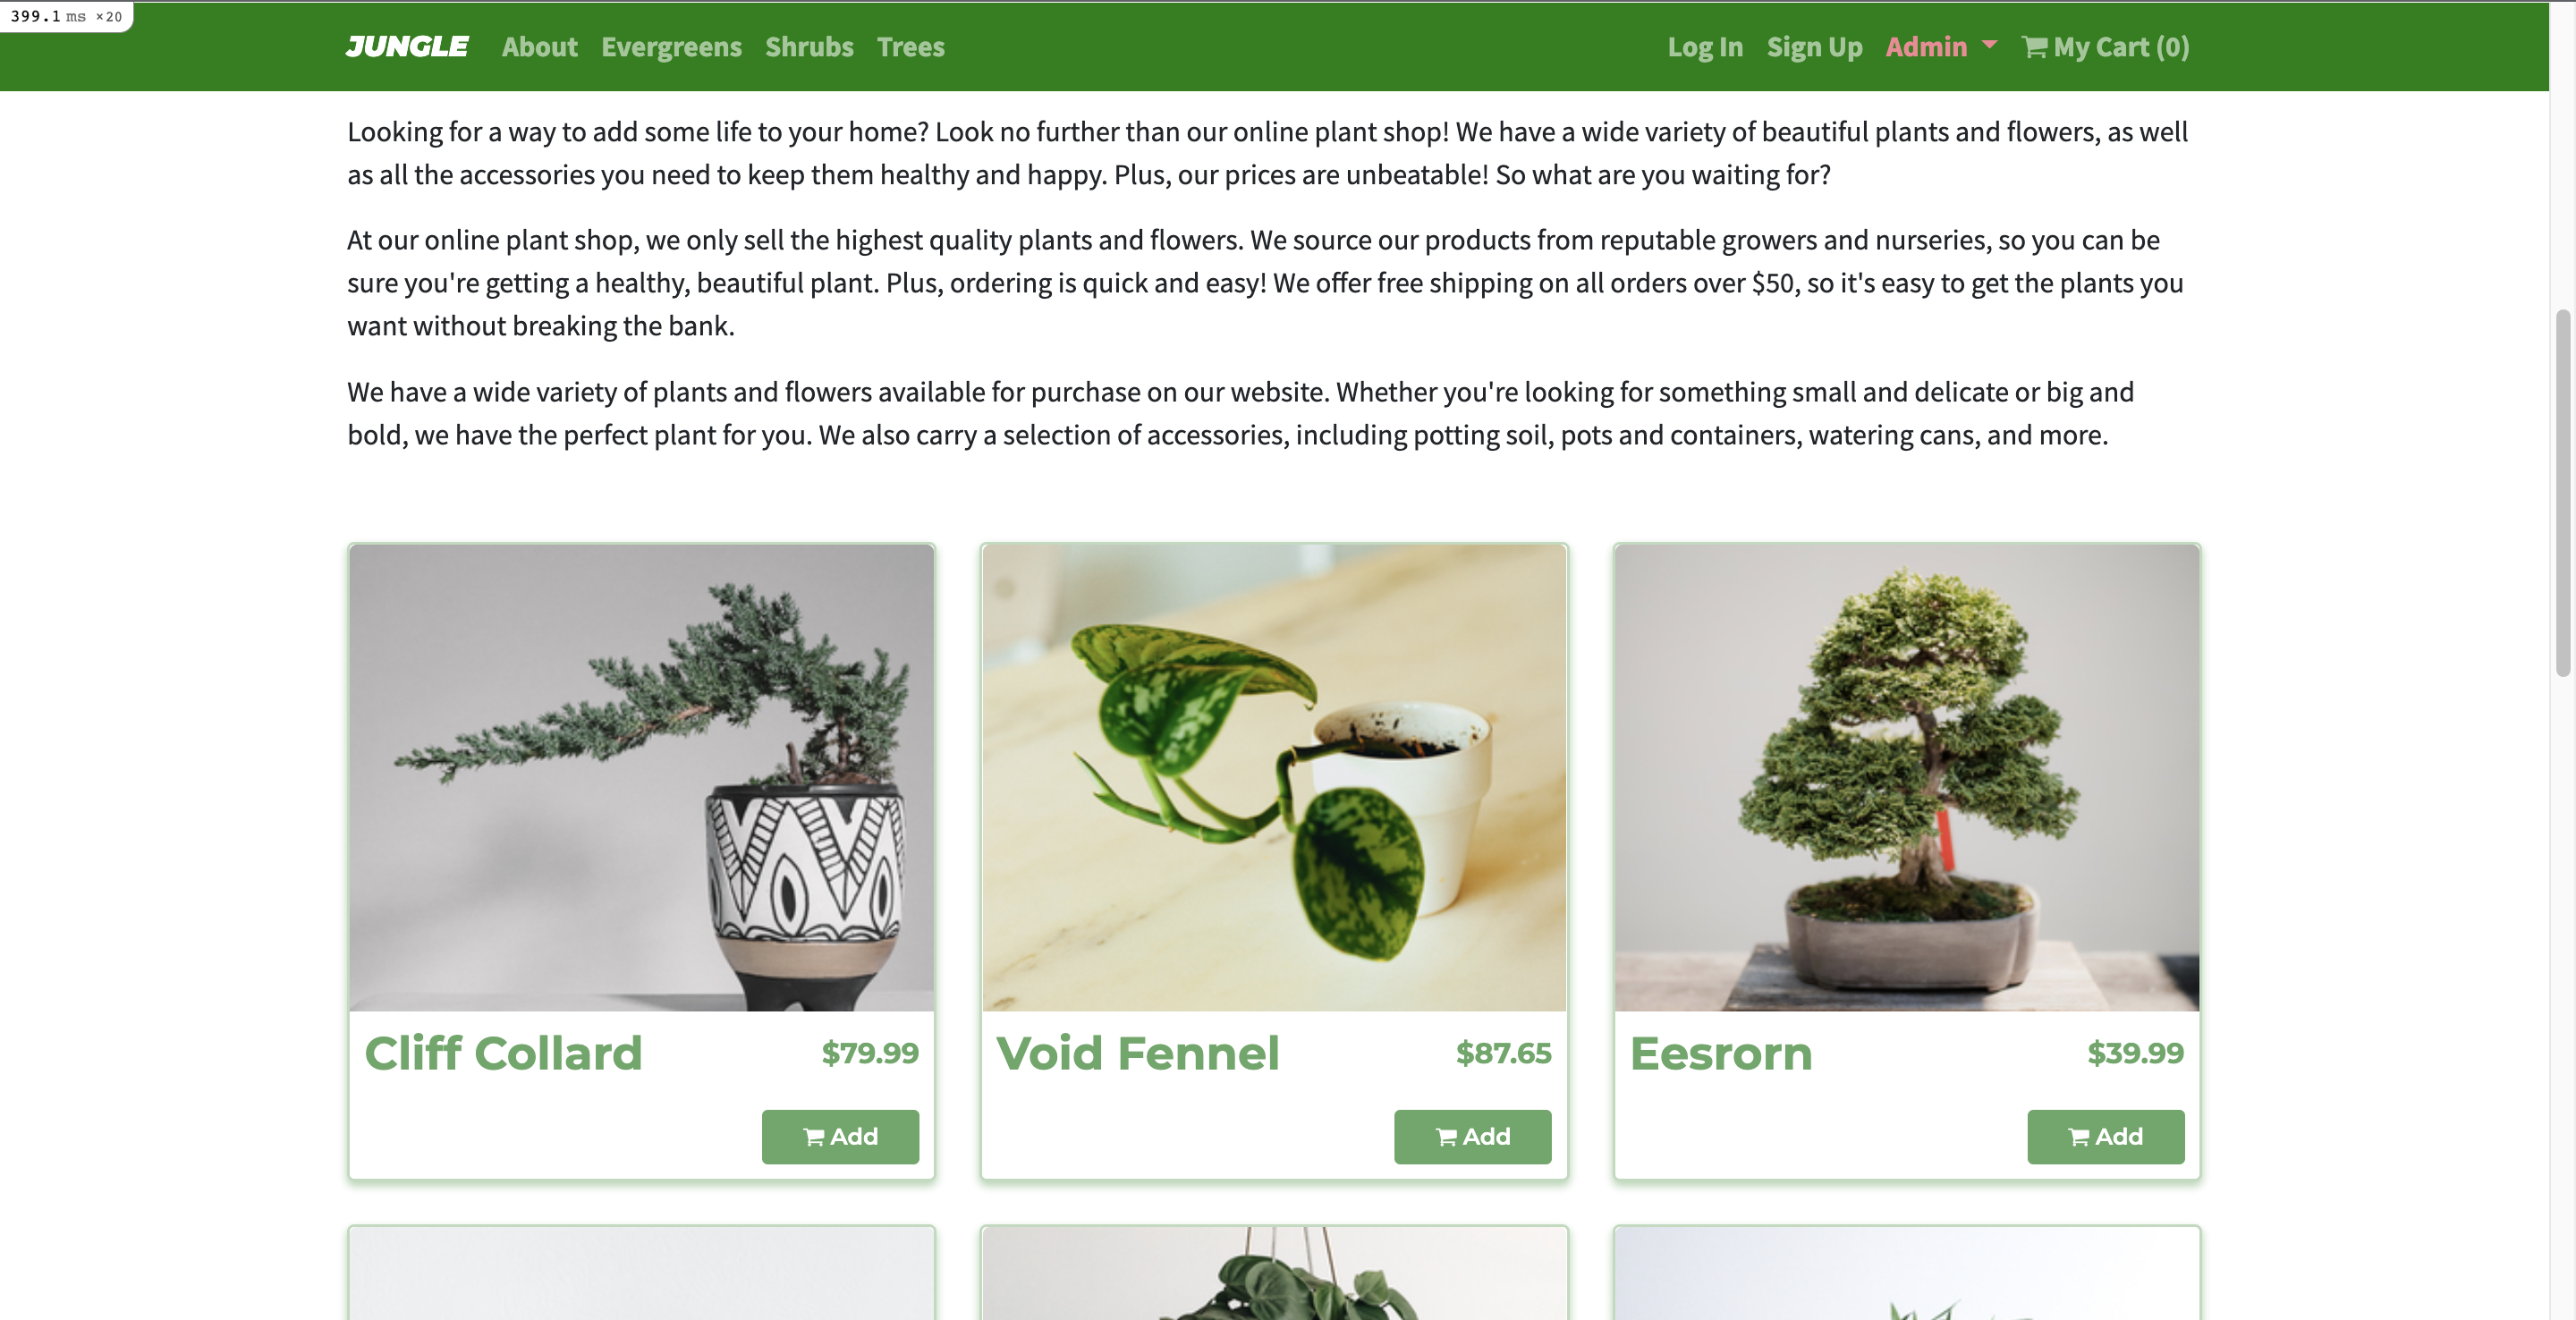 399.1 ms ×20
JUNGLE About Evergreens Shrubs Trees Log In Sign Up Admin My Cart (0)
Looking for a way to add some life to your home? Look no further than our online plant shop! We have a wide variety of beautiful plants and flowers, as well
as all the accessories you need to keep them healthy and happy. Plus, our prices are unbeatable! So what are you waiting for?
At our online plant shop, we only sell the highest quality plants and flowers. We source our products from reputable growers and nurseries, so you can be
sure you're getting a healthy, beautiful plant. Plus, ordering is quick and easy! We offer free shipping on all orders over $50, so it's easy to get the plants you
want without breaking the bank.
We have a wide variety of plants and flowers available for purchase on our website. Whether you're looking for something small and delicate or big and
bold, we have the perfect plant for you. We also carry a selection of accessories, including potting soil, pots and containers, watering cans, and more.
Cliff Collard $79.99
Add
Void Fennel $87.65
Add
Eesrorn $39.99
Add